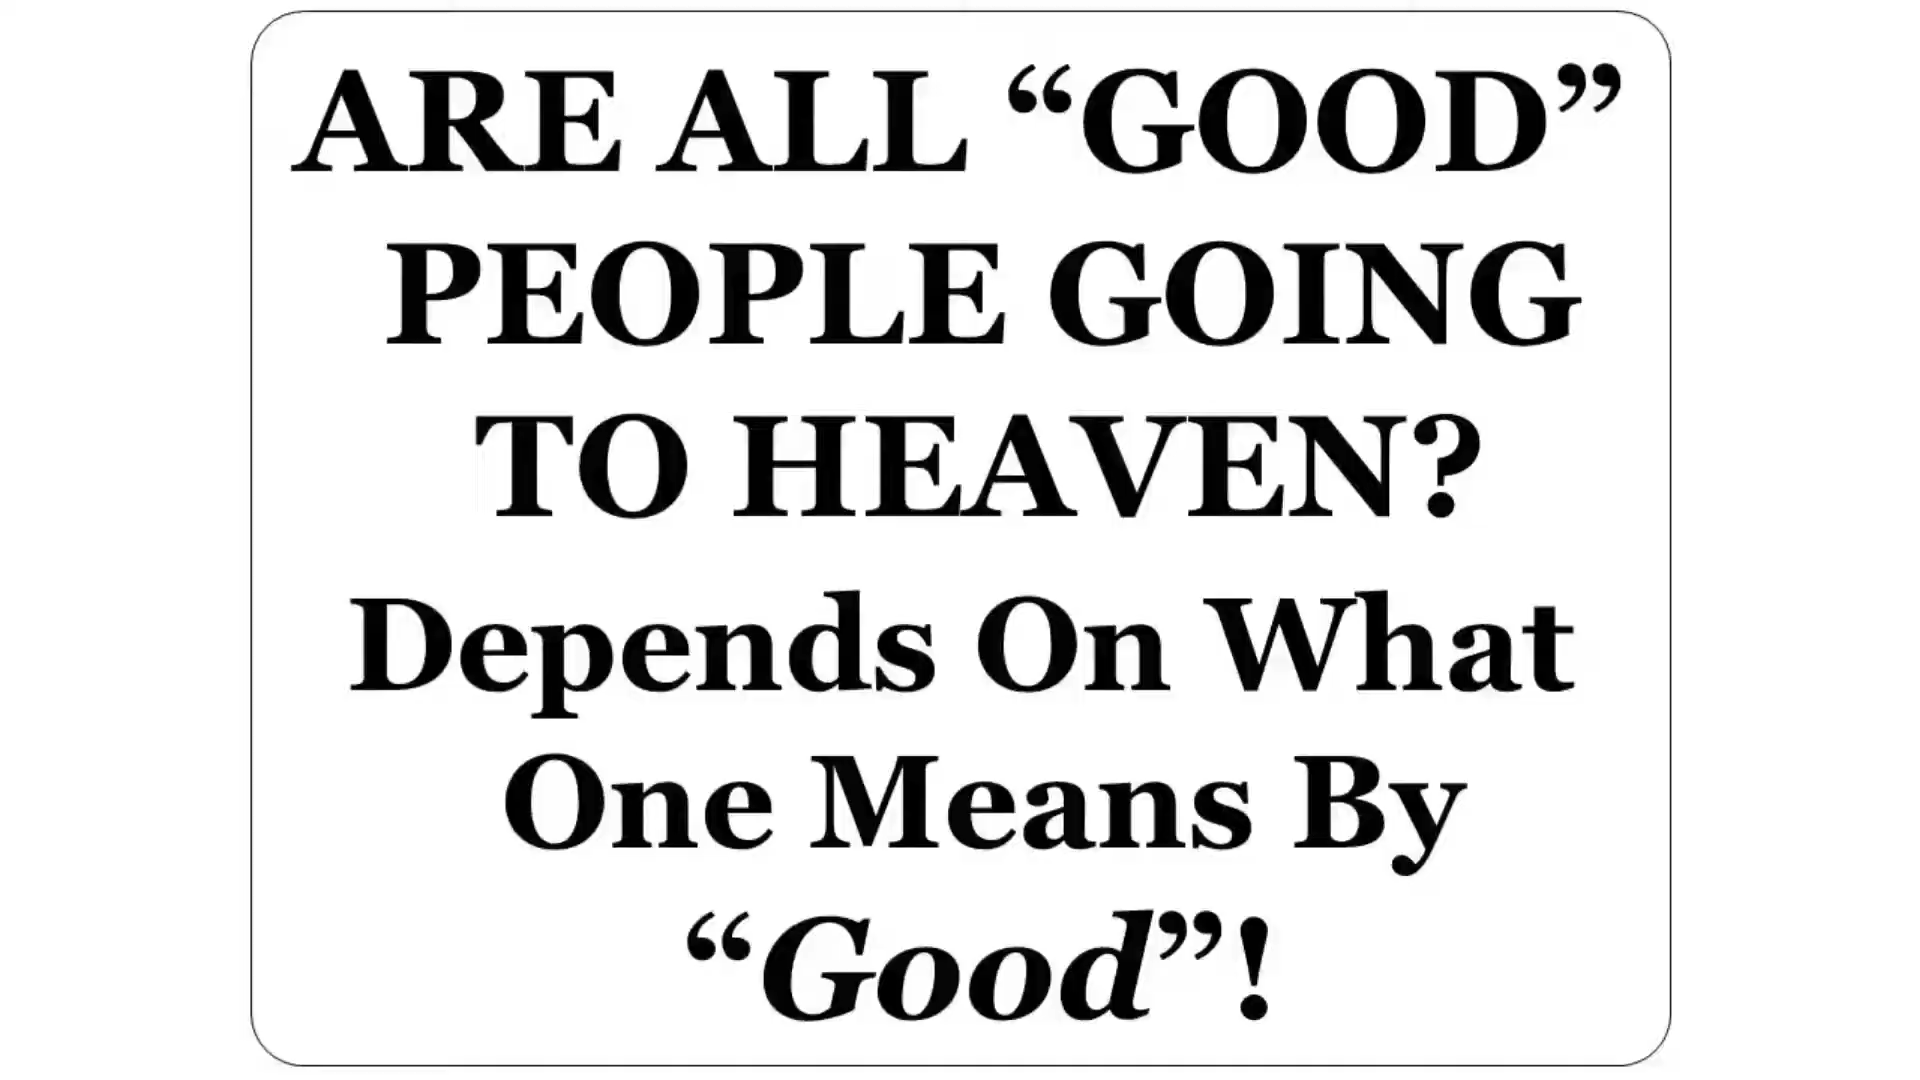 ARE ALL “GOOD”
PEOPLE GOING
TO HEAVEN?
Depends On What
One Means By
“Good”!